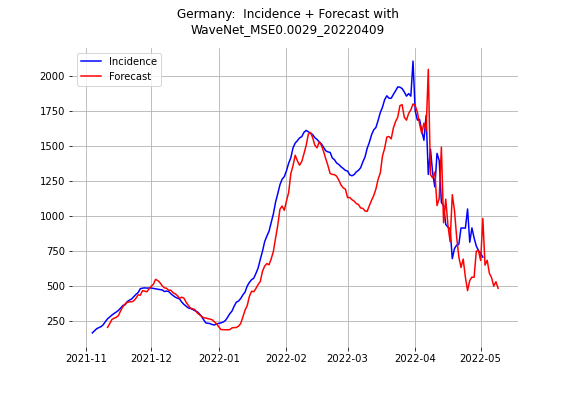 Germany:  Incidence + Forecast with
WaveNet_MSE0.0029_20220409
Incidence
Forecast
2000
1750
1500
1250
1000
750
500
250
2021-11 2021-12 2022-01 2022-02 2022-03 2022-04 2022-05